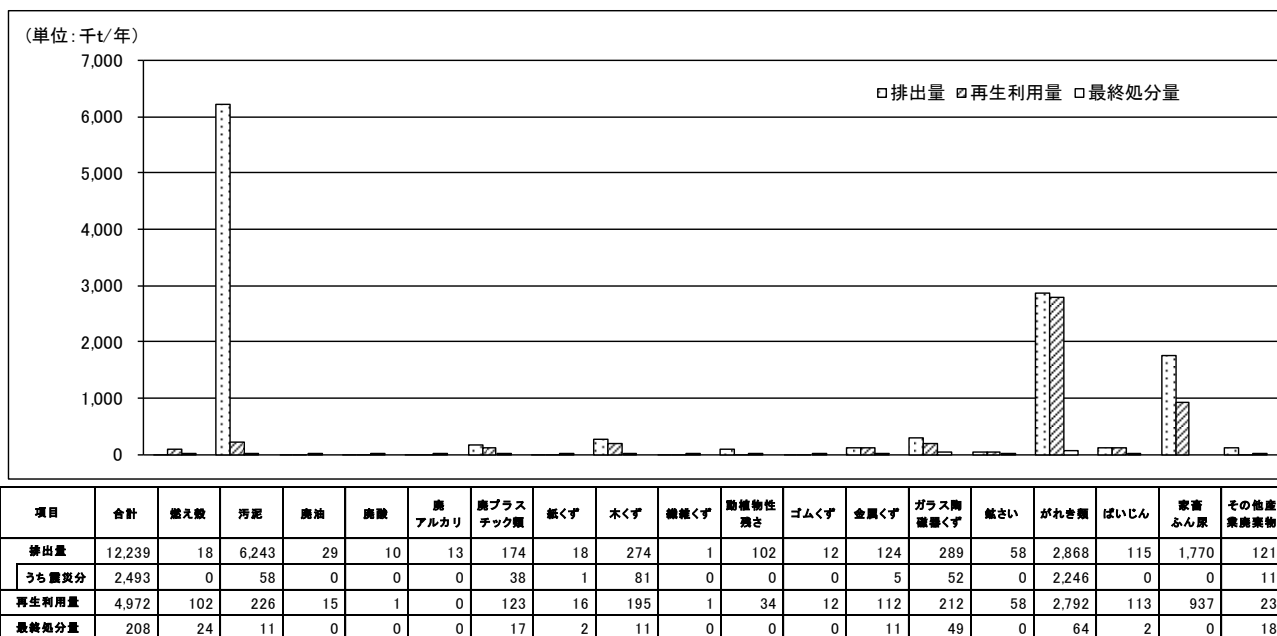 （単位：千t/年）
7,000
6,000
5,000
4,000
3,000
2,000
1,000
0
排出量 再生利用量 最終処分量
項目 合計 燃え殻 汚泥 廃油 廃酸 廃アルカリ 廃プラスチック類 紙くず 木くず 繊維くず 動植物性残さ ゴムくず 金属くず ガラス陶磁器くず 鉱さい がれき類 ばいじん 家畜ふん尿 その他産業廃棄物
排出量 12,239 18 6,243 29 10 13 174 18 274 1 102 12 124 289 58 2,868 115 1,770 121
うち震災分 2,493 0 58 0 0 0 38 1 81 0 0 0 5 52 0 2,246 0 0 11
再生利用量 4,972 102 226 15 1 0 123 16 195 1 34 12 112 212 58 2,792 113 937 23
最終処分量 208 24 11 0 0 0 17 2 11 0 0 0 11 49 0 64 2 0 18